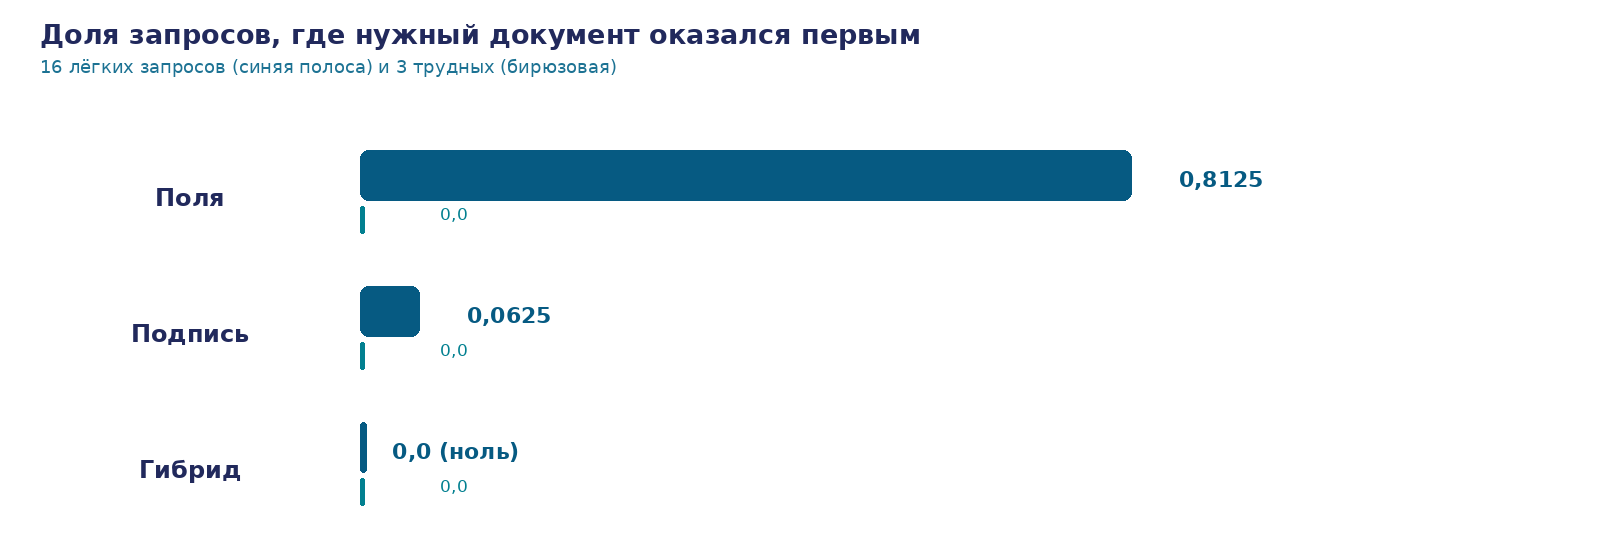 Доля запросов, где нужный документ оказался первым
16 лёгких запросов (синяя полоса) и 3 трудных (бирюзовая)
Поля
0,8125
0,0
Подпись
0,0625
0,0
Гибрид
0,0 (ноль)
0,0